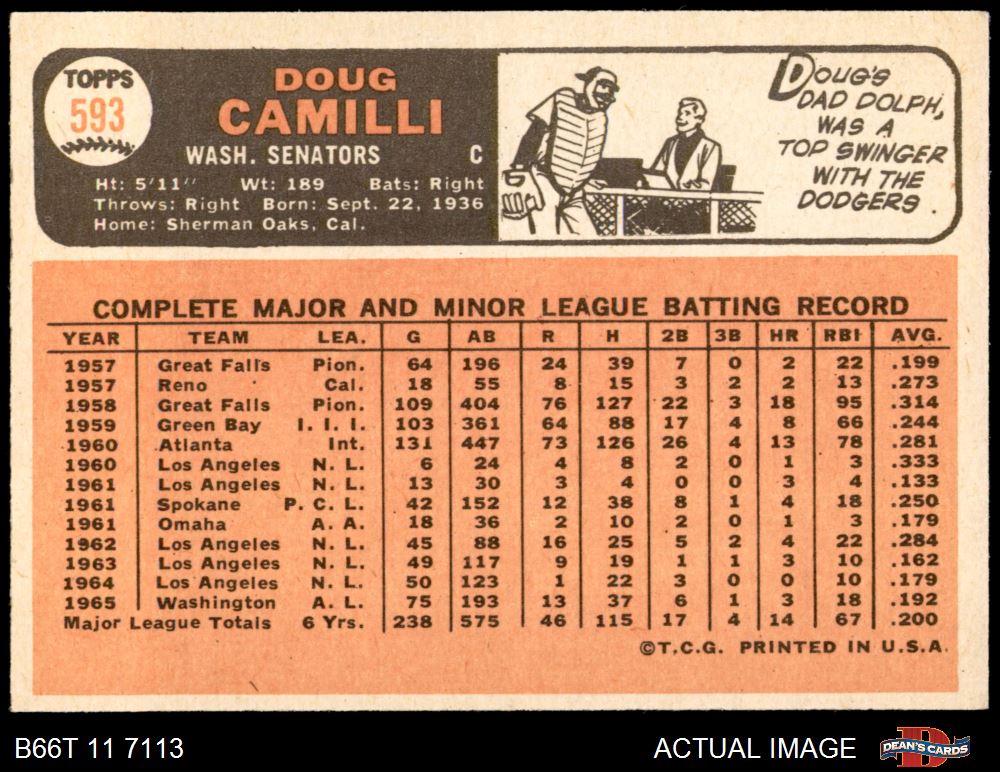 TOPPS
593
DOUG
CAMILLI
WASH. SENATORS C
Ht: 5'11" Wt: 189 Bats: Right
Throws: Right Born: Sept. 22, 1936
Home: Sherman Oaks, Cal.
DOUG'S
DAD DOLPH,
WAS A
TOP SWINGER
WITH THE
DODGERS
COMPLETE MAJOR AND MINOR LEAGUE BATTING RECORD
YEAR TEAM LEA. G AB R H 2B 3B HR RBI AVG.
1957 Great Falls Pion. 64 196 24 39 7 0 2 22 .199
1957 Reno Cal. 18 55 8 15 3 2 2 13 .273
1958 Great Falls Pion. 109 404 76 127 22 3 18 95 .314
1959 Green Bay I. I. I. 103 361 64 88 17 4 8 66 .244
1960 Atlanta Int. 131 447 73 126 26 4 13 78 .281
1960 Los Angeles N. L. 6 24 4 8 2 0 1 3 .333
1961 Los Angeles N. L. 13 30 3 4 0 0 3 4 .133
1961 Spokane P. C. L. 42 152 12 38 8 1 4 18 .250
1961 Omaha A. A. 18 36 2 10 2 0 1 3 .179
1962 Los Angeles N. L. 45 88 16 25 5 2 4 22 .284
1963 Los Angeles N. L. 49 117 9 19 1 1 3 10 .162
1964 Los Angeles N. L. 50 123 1 22 3 0 0 10 .179
1965 Washington A. L. 75 193 13 37 6 1 3 18 .192
Major League Totals 6 Yrs. 238 575 46 115 17 4 14 67 .200
©T.C.G. PRINTED IN U.S.A.
B66T 11 7113 ACTUAL IMAGE DEAN'S CARDS